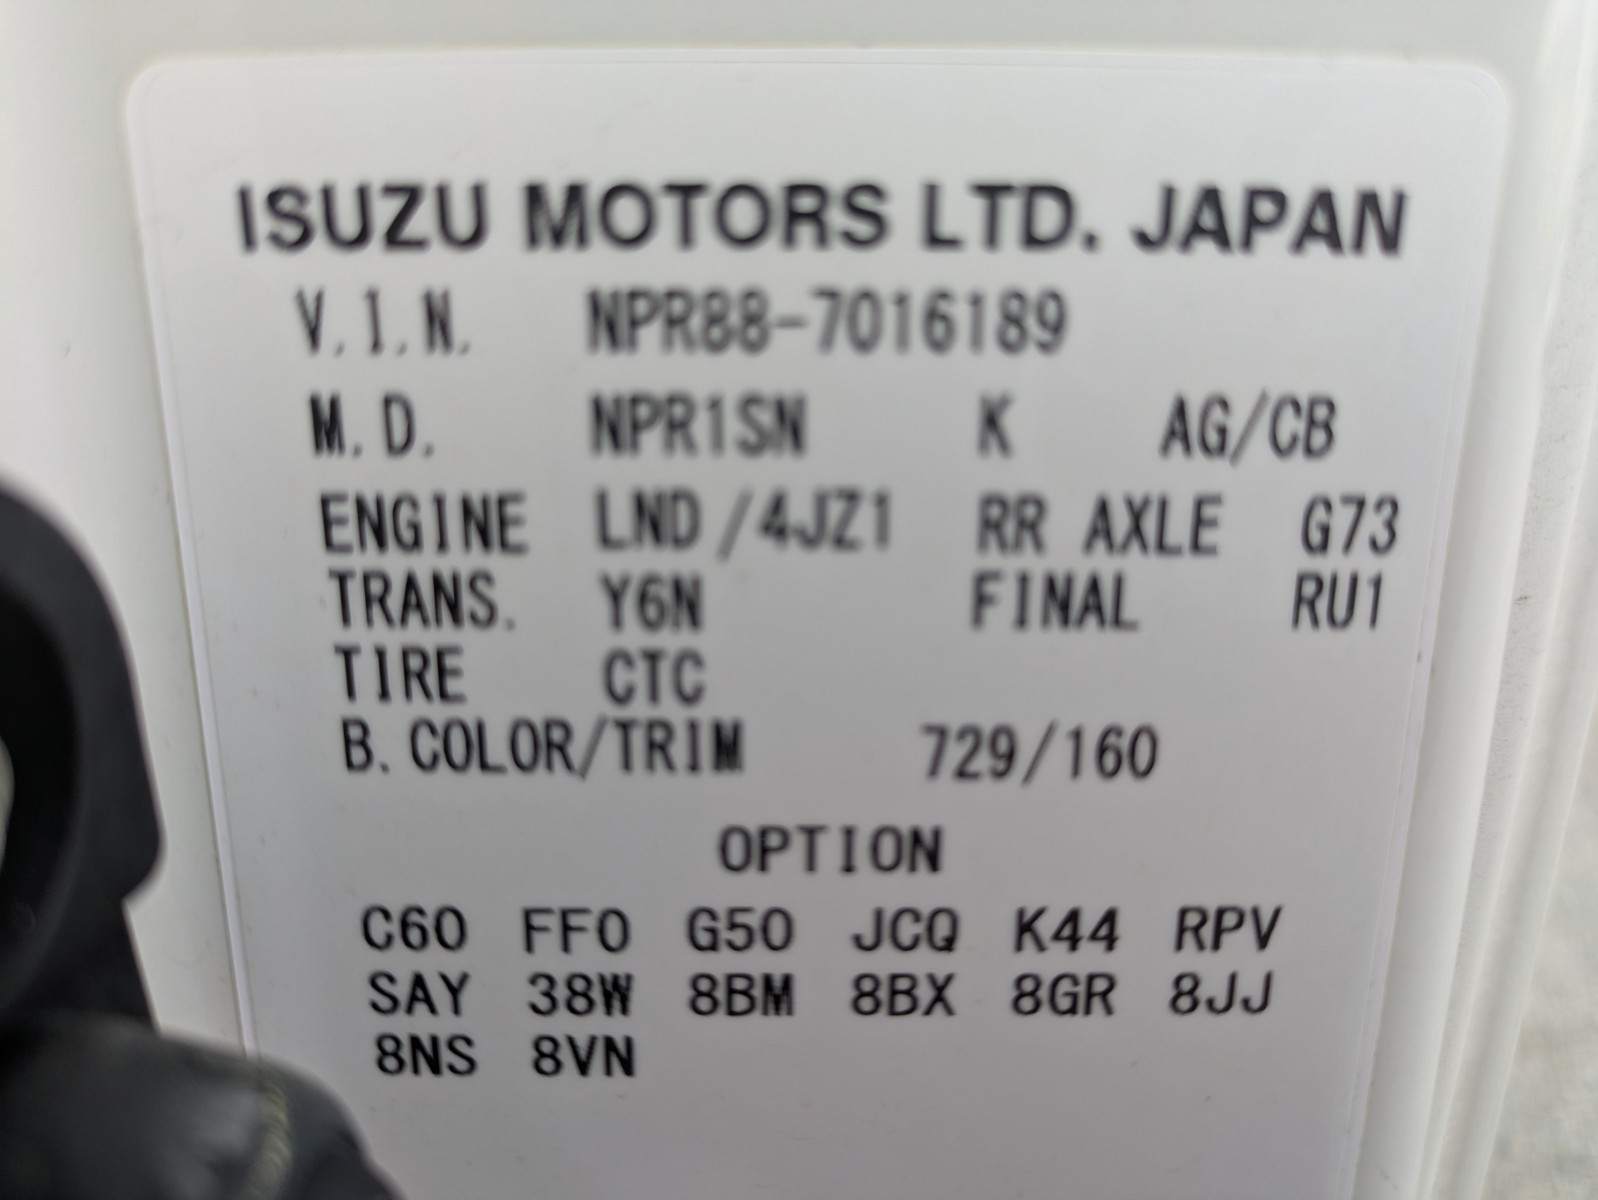 ISUZU MOTORS LTD. JAPAN
V.I.N. NPR88-7016189
M.D. NPR1SN K AG/CB
ENGINE LND/4JZ1 RR AXLE G73
TRANS. Y6N FINAL RU1
TIRE CTC
B.COLOR/TRIM 729/160
OPTION
C60 FF0 G50 JCQ K44 RPV
SAY 38W 8BM 8BX 8GR 8JJ
8NS 8VN